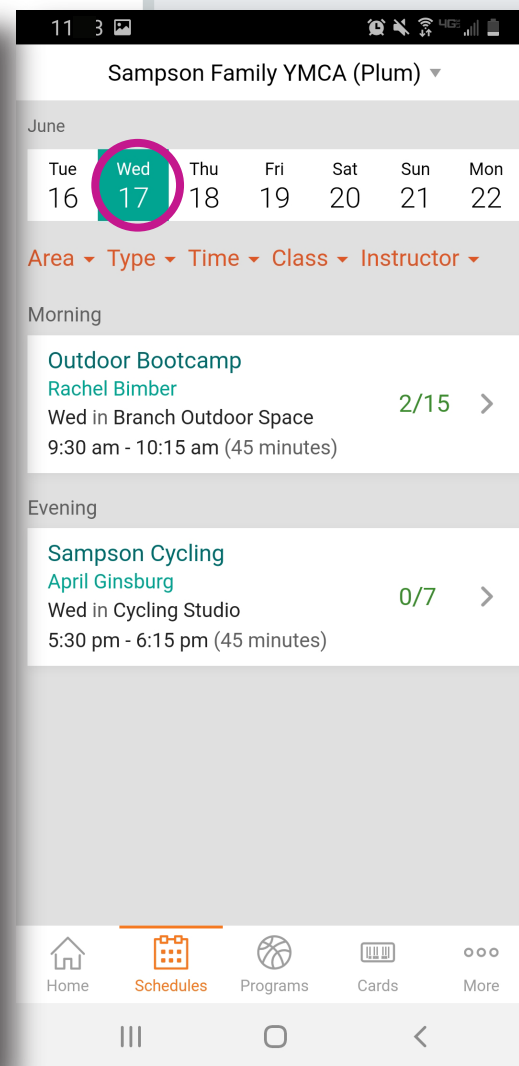 Sampson Family YMCA (Plum)
June
Tue Wed Thu Fri Sat Sun Mon
16 17 18 19 20 21 22
Area Type Time Class Instructor
Morning
Outdoor Bootcamp
Rachel Bimber
Wed in Branch Outdoor Space
9:30 am - 10:15 am (45 minutes)
2/15
Evening
Sampson Cycling
April Ginsburg
Wed in Cycling Studio
5:30 pm - 6:15 pm (45 minutes)
0/7
Home Schedules Programs Cards More